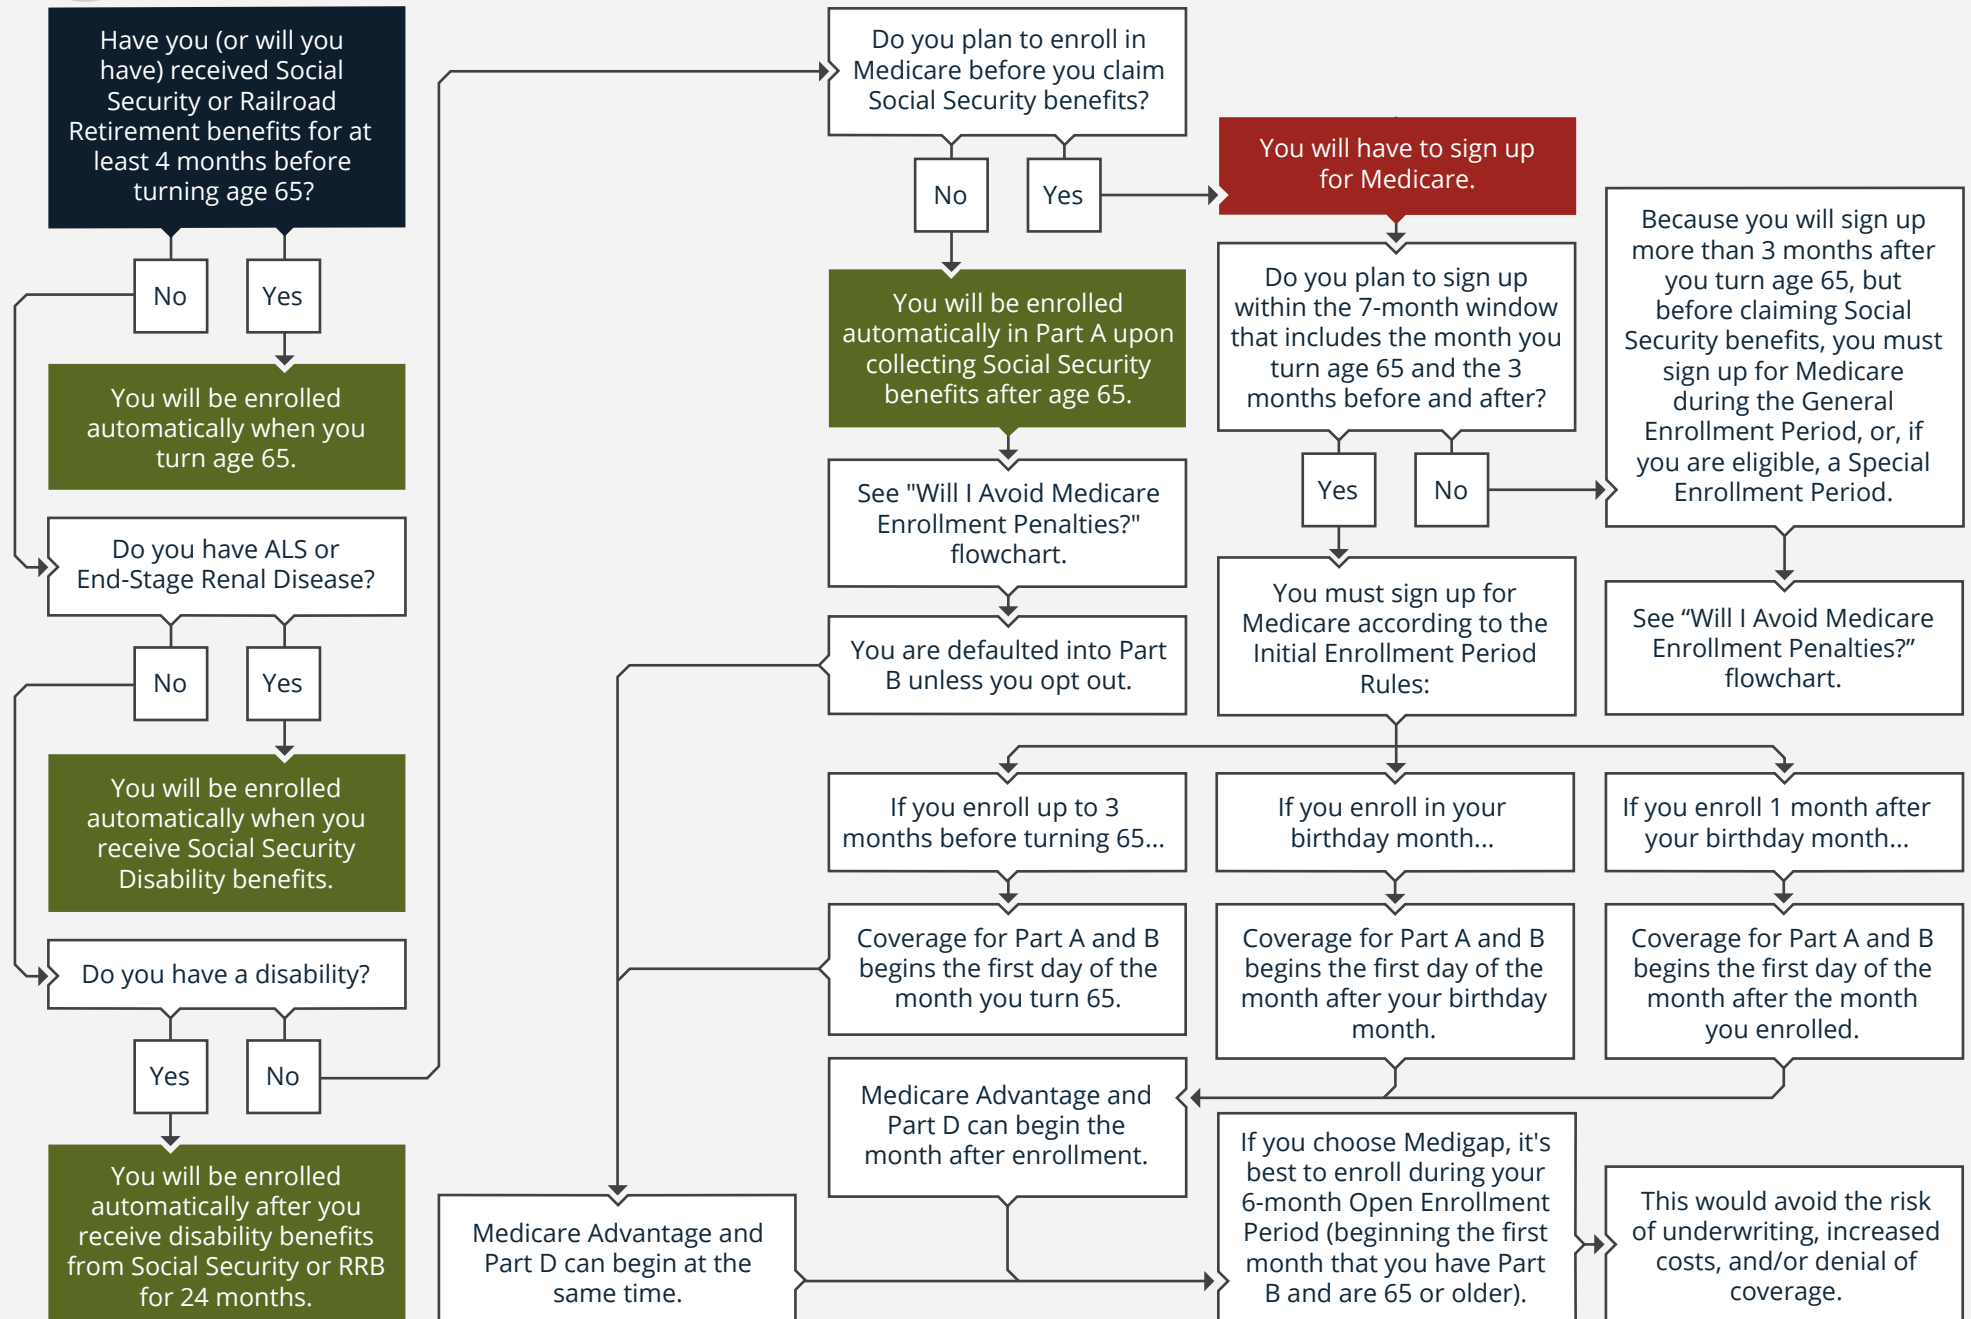 Have you (or will you
have) received Social
Security or Railroad
Retirement benefits for at
least 4 months before
turning age 65?
No
Yes
You will be enrolled
automatically when you
turn age 65.
Do you have ALS or
End-Stage Renal Disease?
No
Yes
You will be enrolled
automatically when you
receive Social Security
Disability benefits.
Do you have a disability?
Yes
No
You will be enrolled
automatically after you
receive disability benefits
from Social Security or RRB
for 24 months.
Do you plan to enroll in
Medicare before you claim
Social Security benefits?
No
Yes
You will be enrolled
automatically in Part A upon
collecting Social Security
benefits after age 65.
See "Will I Avoid Medicare
Enrollment Penalties?"
flowchart.
You are defaulted into Part
B unless you opt out.
You will have to sign up
for Medicare.
Do you plan to sign up
within the 7-month window
that includes the month you
turn age 65 and the 3
months before and after?
Yes
No
Because you will sign up
more than 3 months after
you turn age 65, but
before claiming Social
Security benefits, you must
sign up for Medicare
during the General
Enrollment Period, or, if
you are eligible, a Special
Enrollment Period.
See “Will I Avoid Medicare
Enrollment Penalties?”
flowchart.
You must sign up for
Medicare according to the
Initial Enrollment Period
Rules:
If you enroll up to 3
months before turning 65...
Coverage for Part A and B
begins the first day of the
month you turn 65.
If you enroll in your
birthday month...
Coverage for Part A and B
begins the first day of the
month after your birthday
month.
If you enroll 1 month after
your birthday month...
Coverage for Part A and B
begins the first day of the
month after the month
you enrolled.
Medicare Advantage and
Part D can begin the
month after enrollment.
Medicare Advantage and
Part D can begin at the
same time.
If you choose Medigap, it's
best to enroll during your
6-month Open Enrollment
Period (beginning the first
month that you have Part
B and are 65 or older).
This would avoid the risk
of underwriting, increased
costs, and/or denial of
coverage.